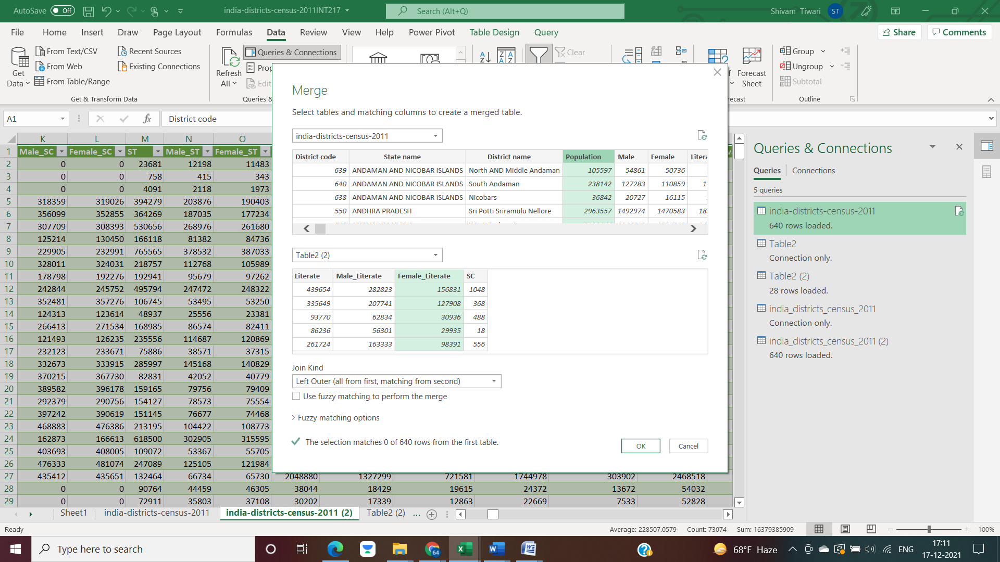 AutoSave Off india-districts-census-2011INT217 Search (Alt+Q) Shivam Tiwari ST
File Home Insert Draw Page Layout Formulas Data Review View Help Power Pivot Table Design Query Share Comments
From Text/CSV Recent Sources Queries & Connections Clear Group
From Web Existing Connections Prop Ungroup
Get Data From Table/Range Refresh All Edit Forecast Sheet Subtotal
Get & Transform Data Queries & recast Outline
A1 fx District code
K L M N O
1 Male_SC Female_SC ST Male_ST Female_ST
2 0 0 23681 12198 11483
3 0 0 758 415 343
4 0 0 4091 2118 1973
5 318359 319026 394279 203876 190403
6 356099 352855 364269 187035 177234
7 307709 308393 530656 268976 261680
8 125214 130450 166118 81382 84736
9 229905 232991 765565 378532 387033
10 328011 324031 218757 112768 105989
11 178798 192276 192941 95679 97262
12 242844 245752 495794 247472 248322
13 352481 357276 106745 53495 53250
14 124313 123614 48937 25556 23381
15 266413 271534 168985 86574 82411
16 121493 126235 235556 114687 120869
17 232123 233671 75886 38571 37315
18 332673 333915 285997 145168 140829
19 370215 367730 82831 42052 40779
20 389582 396178 159165 79756 79409
21 292379 290756 154127 78573 75554
22 397242 390619 151145 76677 74468
23 468883 476386 213195 104422 108773
24 162873 166613 618500 302905 315595
25 403693 408005 109072 53367 55705
26 476333 481074 247089 125105 121984
27 435412 435651 132464 66734 65730 2048880 1327299 721581 1744978 303902 2468518
28 0 0 90764 44459 46305 38044 18429 19615 24372 13672 54032
29 0 0 72911 35803 37108 30202 17339 12863 22669 7533 52828
Merge
Select tables and matching columns to create a merged table.
india-districts-census-2011
District code State name District name Population Male Female Litera
639 ANDAMAN AND NICOBAR ISLANDS North AND Middle Andaman 105597 54861 50736
640 ANDAMAN AND NICOBAR ISLANDS South Andaman 238142 127283 110859
638 ANDAMAN AND NICOBAR ISLANDS Nicobars 36842 20727 16115
550 ANDHRA PRADESH Sri Potti Sriramulu Nellore 2963557 1492974 1470583
Table2 (2)
Literate Male_Literate Female_Literate SC
439654 282823 156831 1048
335649 207741 127908 368
93770 62834 30936 488
86236 56301 29935 18
261724 163333 98391 556
Join Kind
Left Outer (all from first, matching from second)
Use fuzzy matching to perform the merge
Fuzzy matching options
The selection matches 0 of 640 rows from the first table.
OK Cancel
Queries & Connections
Queries Connections
5 queries
india-districts-census-2011
640 rows loaded.
Table2
Connection only.
Table2 (2)
28 rows loaded.
india_districts_census_2011
Connection only.
india_districts_census_2011 (2)
640 rows loaded.
Sheet1 india-districts-census-2011 india-districts-census-2011 (2) Table2 (2) ...
Ready Average: 228507.0579 Count: 73074 Sum: 16379385909 100%
Type here to search 64 68°F Haze ENG 17:11
17-12-2021